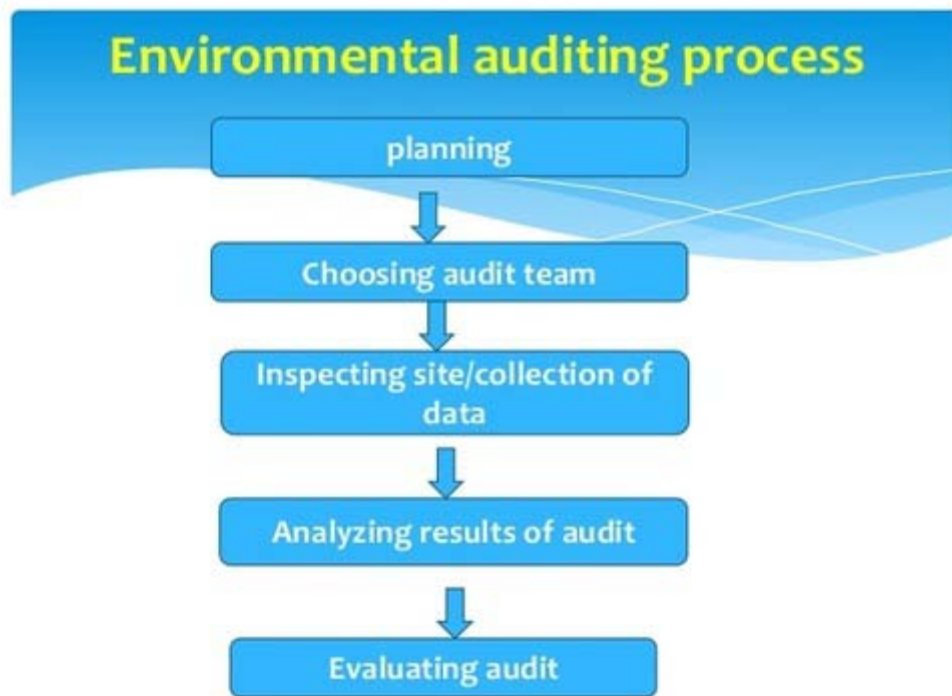 Environmental auditing process
planning
Choosing audit team
Inspecting site/collection of
data
Analyzing results of audit
Evaluating audit